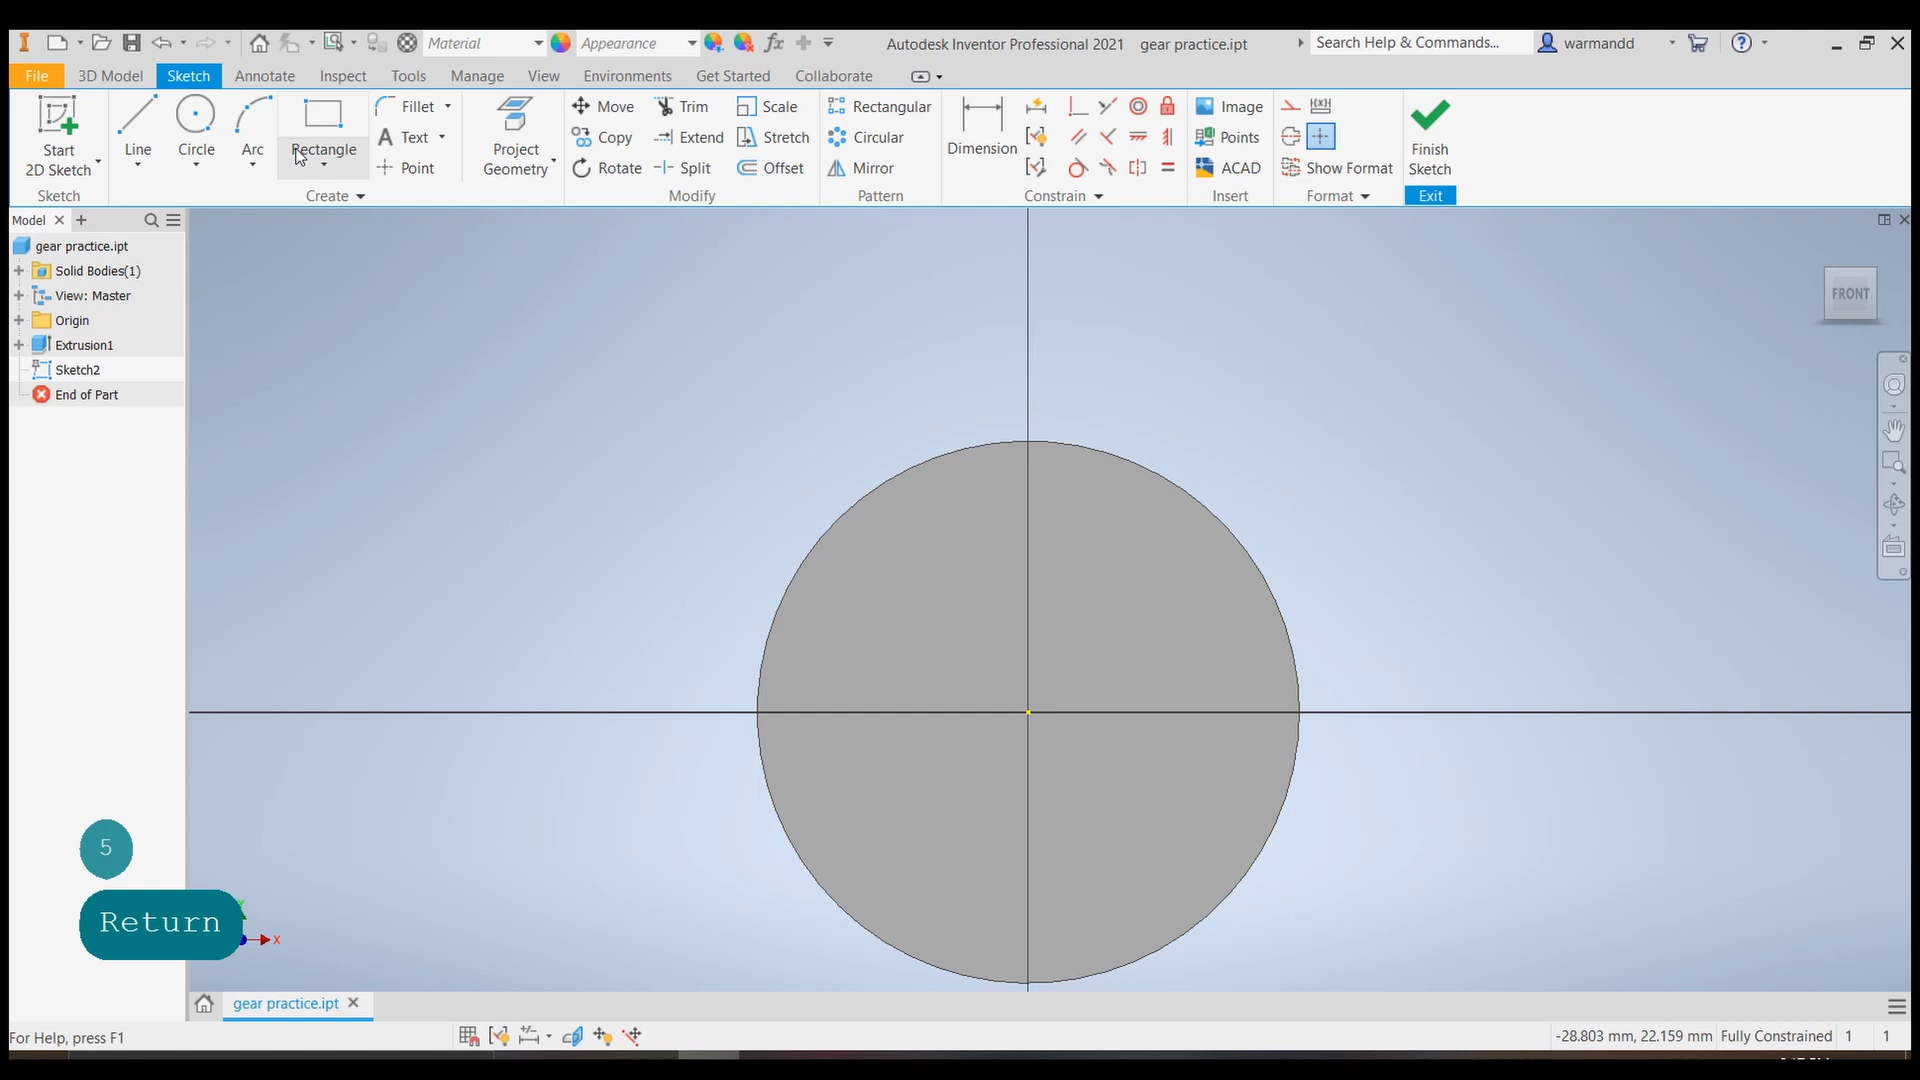 Material
Appearance
fx
Autodesk Inventor Professional 2021 gear practice.ipt
Search Help & Commands...
warmandd
File 3D Model Sketch Annotate Inspect Tools Manage View Environments Get Started Collaborate
Start
2D Sketch
Line
Circle
Arc
Rectangle
Fillet
Text
Point
Project
Geometry
Move
Copy
Rotate
Trim
Extend
Split
Scale
Stretch
Offset
Rectangular
Circular
Mirror
Dimension
Image
Points
ACAD
Show Format
Finish
Sketch
Sketch
Create
Modify
Pattern
Constrain
Insert
Format
Exit
Model
gear practice.ipt
Solid Bodies(1)
View: Master
Origin
Extrusion1
Sketch2
End of Part
FRONT
5
Return
X
gear practice.ipt
For Help, press F1
-28.803 mm, 22.159 mm Fully Constrained 1 1